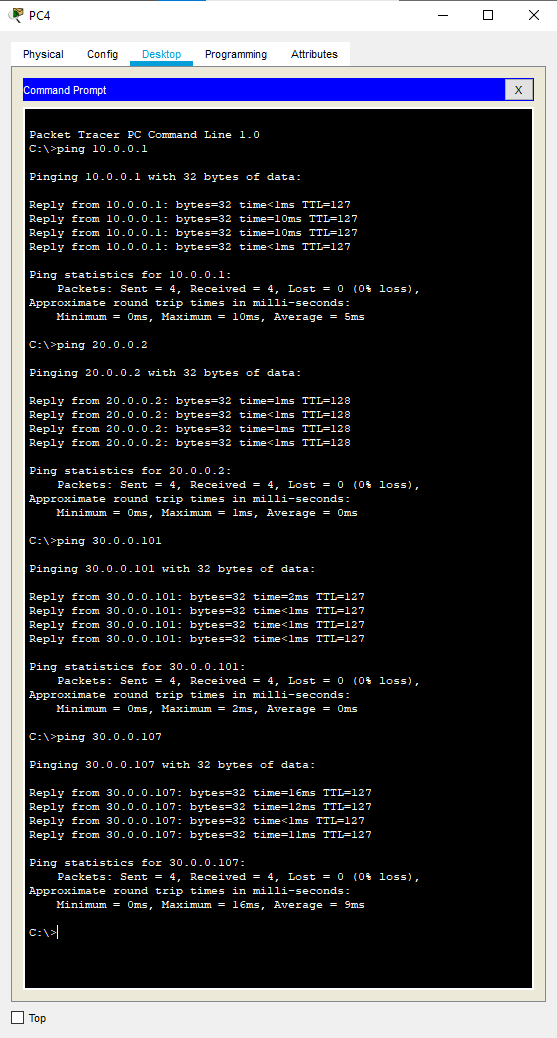 PC4
Physical Config Desktop Programming Attributes
Command Prompt
X
Packet Tracer PC Command Line 1.0
C:\>ping 10.0.0.1
Pinging 10.0.0.1 with 32 bytes of data:
Reply from 10.0.0.1: bytes=32 time<1ms TTL=127
Reply from 10.0.0.1: bytes=32 time=10ms TTL=127
Reply from 10.0.0.1: bytes=32 time=10ms TTL=127
Reply from 10.0.0.1: bytes=32 time<1ms TTL=127
Ping statistics for 10.0.0.1:
Packets: Sent = 4, Received = 4, Lost = 0 (0% loss),
Approximate round trip times in milli-seconds:
Minimum = 0ms, Maximum = 10ms, Average = 5ms
C:\>ping 20.0.0.2
Pinging 20.0.0.2 with 32 bytes of data:
Reply from 20.0.0.2: bytes=32 time=1ms TTL=128
Reply from 20.0.0.2: bytes=32 time<1ms TTL=128
Reply from 20.0.0.2: bytes=32 time=1ms TTL=128
Reply from 20.0.0.2: bytes=32 time<1ms TTL=128
Ping statistics for 20.0.0.2:
Packets: Sent = 4, Received = 4, Lost = 0 (0% loss),
Approximate round trip times in milli-seconds:
Minimum = 0ms, Maximum = 1ms, Average = 0ms
C:\>ping 30.0.0.101
Pinging 30.0.0.101 with 32 bytes of data:
Reply from 30.0.0.101: bytes=32 time=2ms TTL=127
Reply from 30.0.0.101: bytes=32 time<1ms TTL=127
Reply from 30.0.0.101: bytes=32 time<1ms TTL=127
Reply from 30.0.0.101: bytes=32 time<1ms TTL=127
Ping statistics for 30.0.0.101:
Packets: Sent = 4, Received = 4, Lost = 0 (0% loss),
Approximate round trip times in milli-seconds:
Minimum = 0ms, Maximum = 2ms, Average = 0ms
C:\>ping 30.0.0.107
Pinging 30.0.0.107 with 32 bytes of data:
Reply from 30.0.0.107: bytes=32 time=16ms TTL=127
Reply from 30.0.0.107: bytes=32 time=12ms TTL=127
Reply from 30.0.0.107: bytes=32 time<1ms TTL=127
Reply from 30.0.0.107: bytes=32 time=11ms TTL=127
Ping statistics for 30.0.0.107:
Packets: Sent = 4, Received = 4, Lost = 0 (0% loss),
Approximate round trip times in milli-seconds:
Minimum = 0ms, Maximum = 16ms, Average = 9ms
C:\>
Top